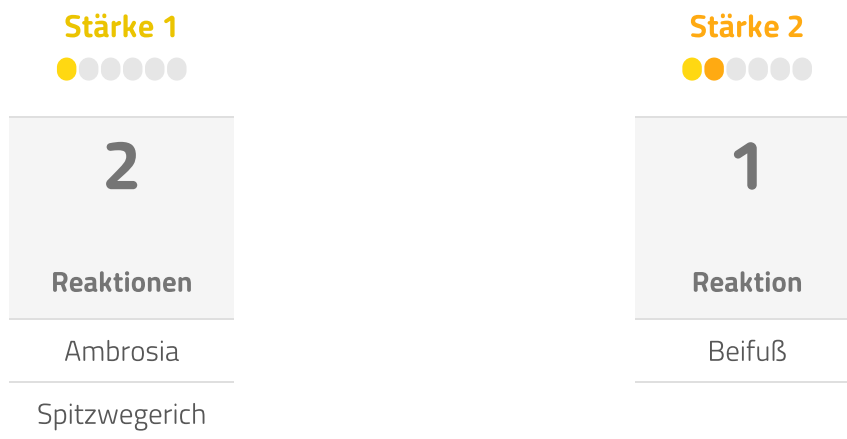 Stärke 1
2
Reaktionen
Ambrosia
Spitzwegerich
Stärke 2
1
Reaktion
Beifuß